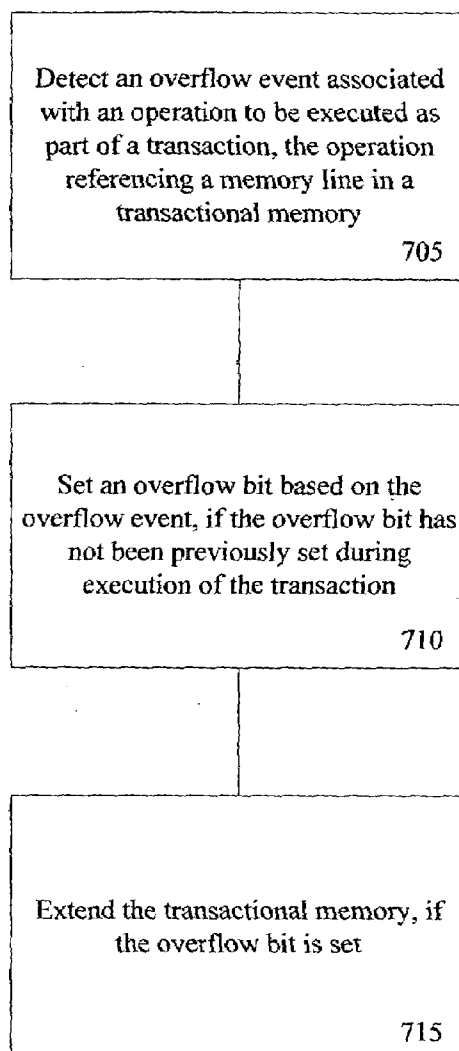 Detect an overflow event associated
with an operation to be executed as
part of a transaction, the operation
referencing a memory line in a
transactional memory
705
Set an overflow bit based on the
overflow event, if the overflow bit has
not been previously set during
execution of the transaction
710
Extend the transactional memory, if
the overflow bit is set
715